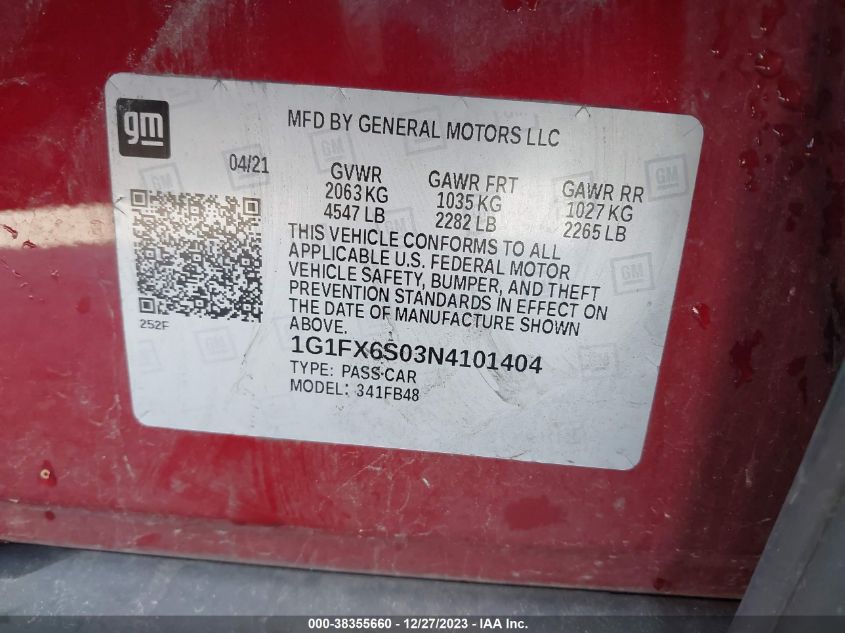 gm
MFD BY GENERAL MOTORS LLC
04/21
GVWR
2063 KG
4547 LB
GAWR FRT
1035 KG
2282 LB
GAWR RR
1027 KG
2265 LB
THIS VEHICLE CONFORMS TO ALL
APPLICABLE U.S. FEDERAL MOTOR
VEHICLE SAFETY, BUMPER, AND THEFT
PREVENTION STANDARDS IN EFFECT ON
THE DATE OF MANUFACTURE SHOWN
ABOVE.
252F
1G1FX6S03N4101404
TYPE: PASS CAR
MODEL: 341FB48
000-38355660 - 12/27/2023 - IAA Inc.